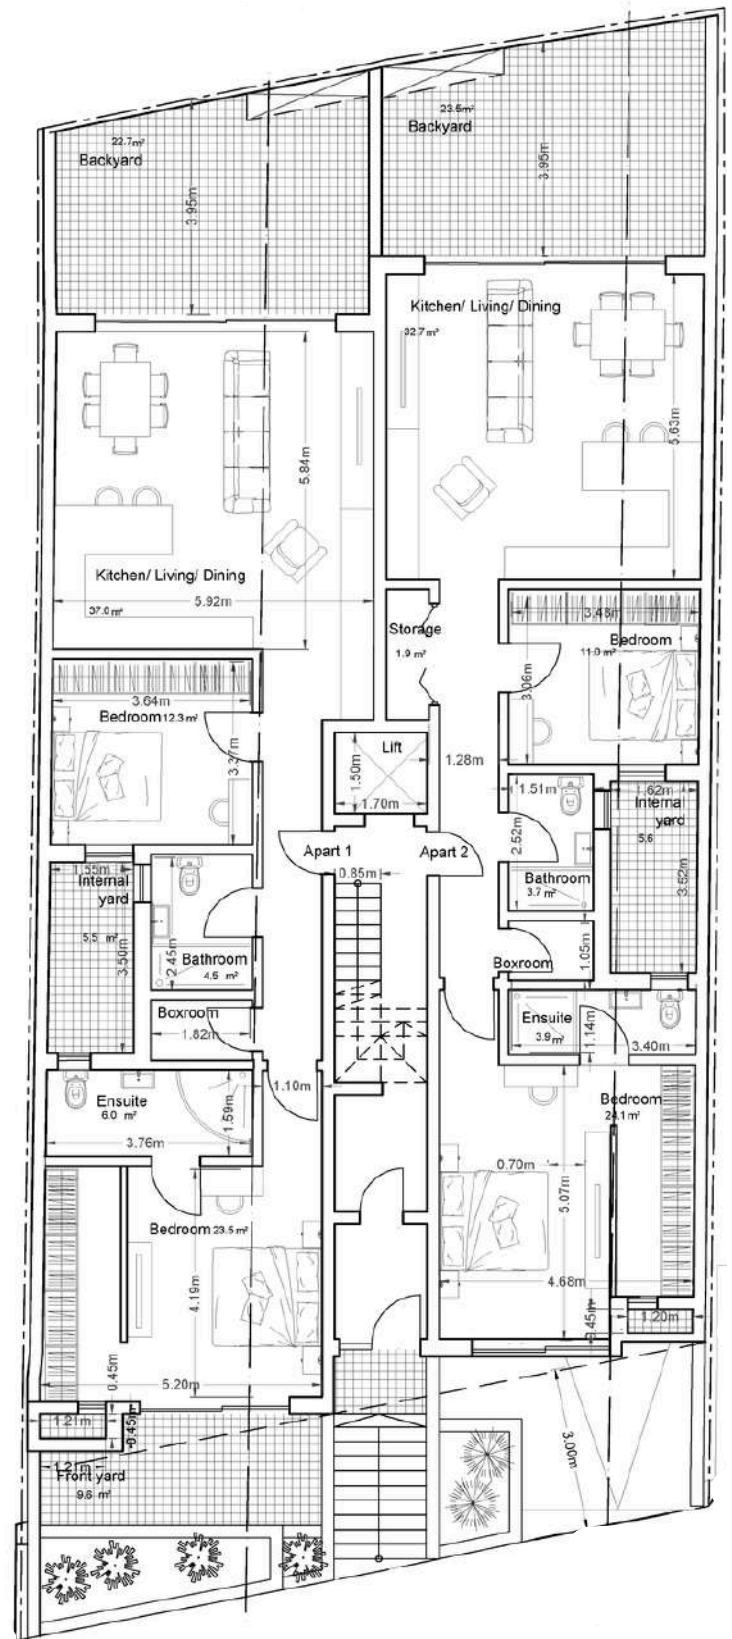 23.5m²
Backyard
22.7m²
Backyard
3.95m
3.95m
Kitchen/ Living/ Dining
32.7m²
5.63m
5.84m
Kitchen/ Living/ Dining
5.92m
37.0 m²
Storage
1.9 m²
3.48m
Bedroom
11.0 m²
3.06m
3.64m
Bedroom 12.3 m²
3.37m
Lift
1.50m
1.70m
1.28m
1.51m
1.62m
Internal
yard
5.6
2.52m
3.52m
Apart 1
Apart 2
0.85m
Bathroom
3.7 m²
1.55m
Internal
yard
5.5 m²
3.50m
2.45m
Bathroom
4.5 m²
Boxroom
1.05m
Boxroom
1.82m
Ensuite
3.9 m²
1.14m
3.40m
Ensuite
6.0 m²
1.59m
1.10m
3.76m
Bedroom
24.1 m²
0.70m
5.07m
Bedroom 23.5 m²
4.19m
4.68m
0.45m
1.20m
5.20m
0.45m
1.21m
0.45m
1.21m
Front yard
9.6 m²
3.00m